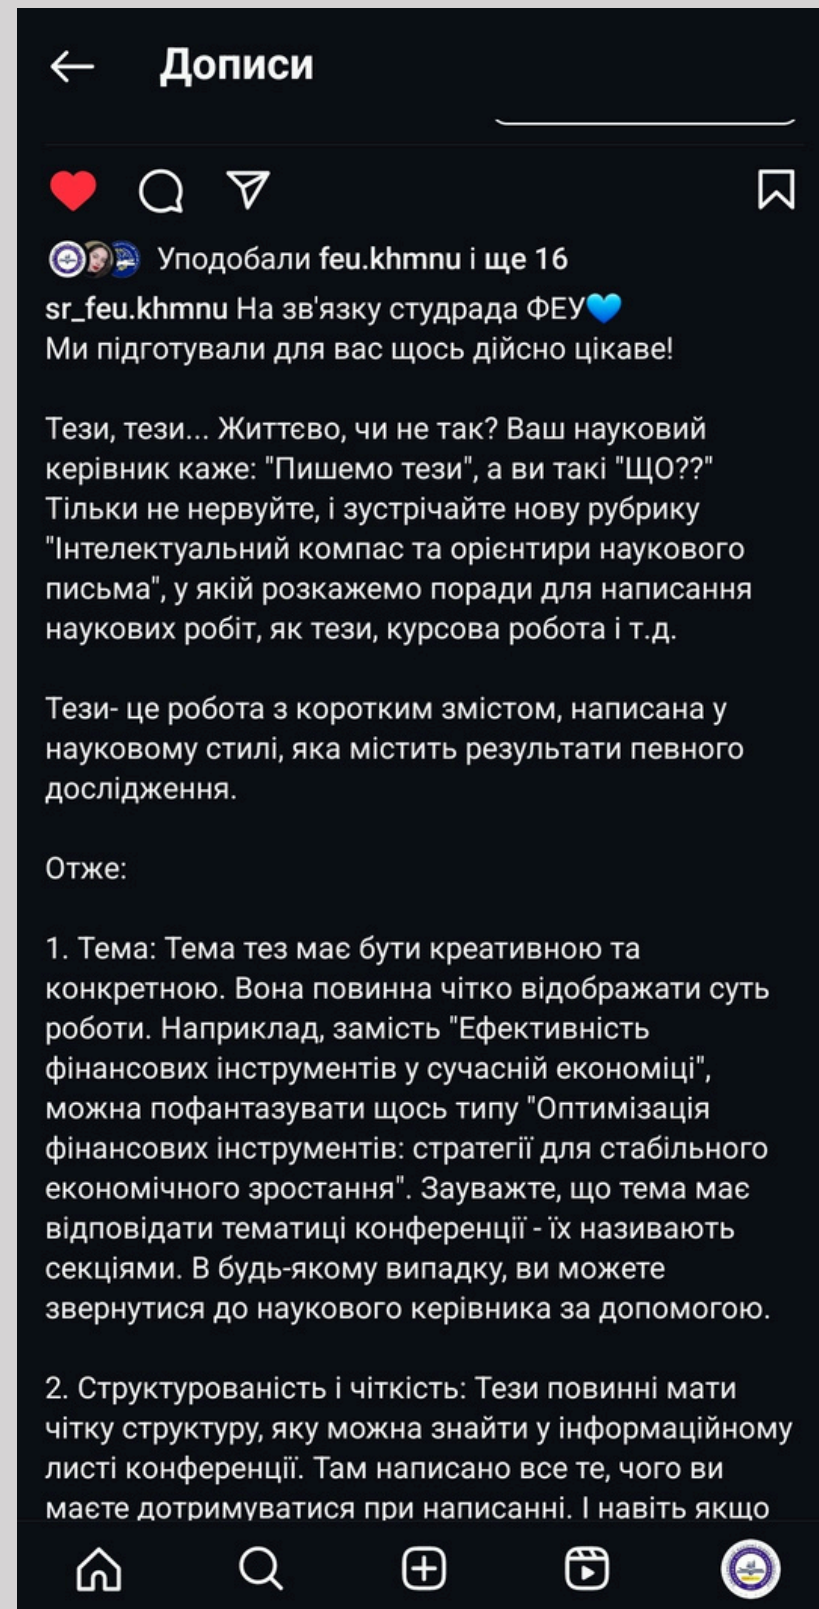 Дописи
Уподобали feu.khmnu і ще 16
sr_feu.khmnu На зв'язку студрада ФЕУ💙
Ми підготували для вас щось дійсно цікаве!
Тези, тези... Життєво, чи не так? Ваш науковий
керівник каже: "Пишемо тези", а ви такі "ЩО??"
Тільки не нервуйте, і зустрічайте нову рубрику
"Інтелектуальний компас та орієнтири наукового
письма", у якій розкажемо поради для написання
наукових робіт, як тези, курсова робота і т.д.
Тези- це робота з коротким змістом, написана у
науковому стилі, яка містить результати певного
дослідження.
Отже:
1. Тема: Тема тез має бути креативною та
конкретною. Вона повинна чітко відображати суть
роботи. Наприклад, замість "Ефективність
фінансових інструментів у сучасній економіці",
можна пофантазувати щось типу "Оптимізація
фінансових інструментів: стратегії для стабільного
економічного зростання". Зауважте, що тема має
відповідати тематиці конференції - їх називають
секціями. В будь-якому випадку, ви можете
звернутися до наукового керівника за допомогою.
2. Структурованість і чіткість: Тези повинні мати
чітку структуру, яку можна знайти у інформаційному
листі конференції. Там написано все те, чого ви
маєте дотримуватися при написанні. І навіть якщо